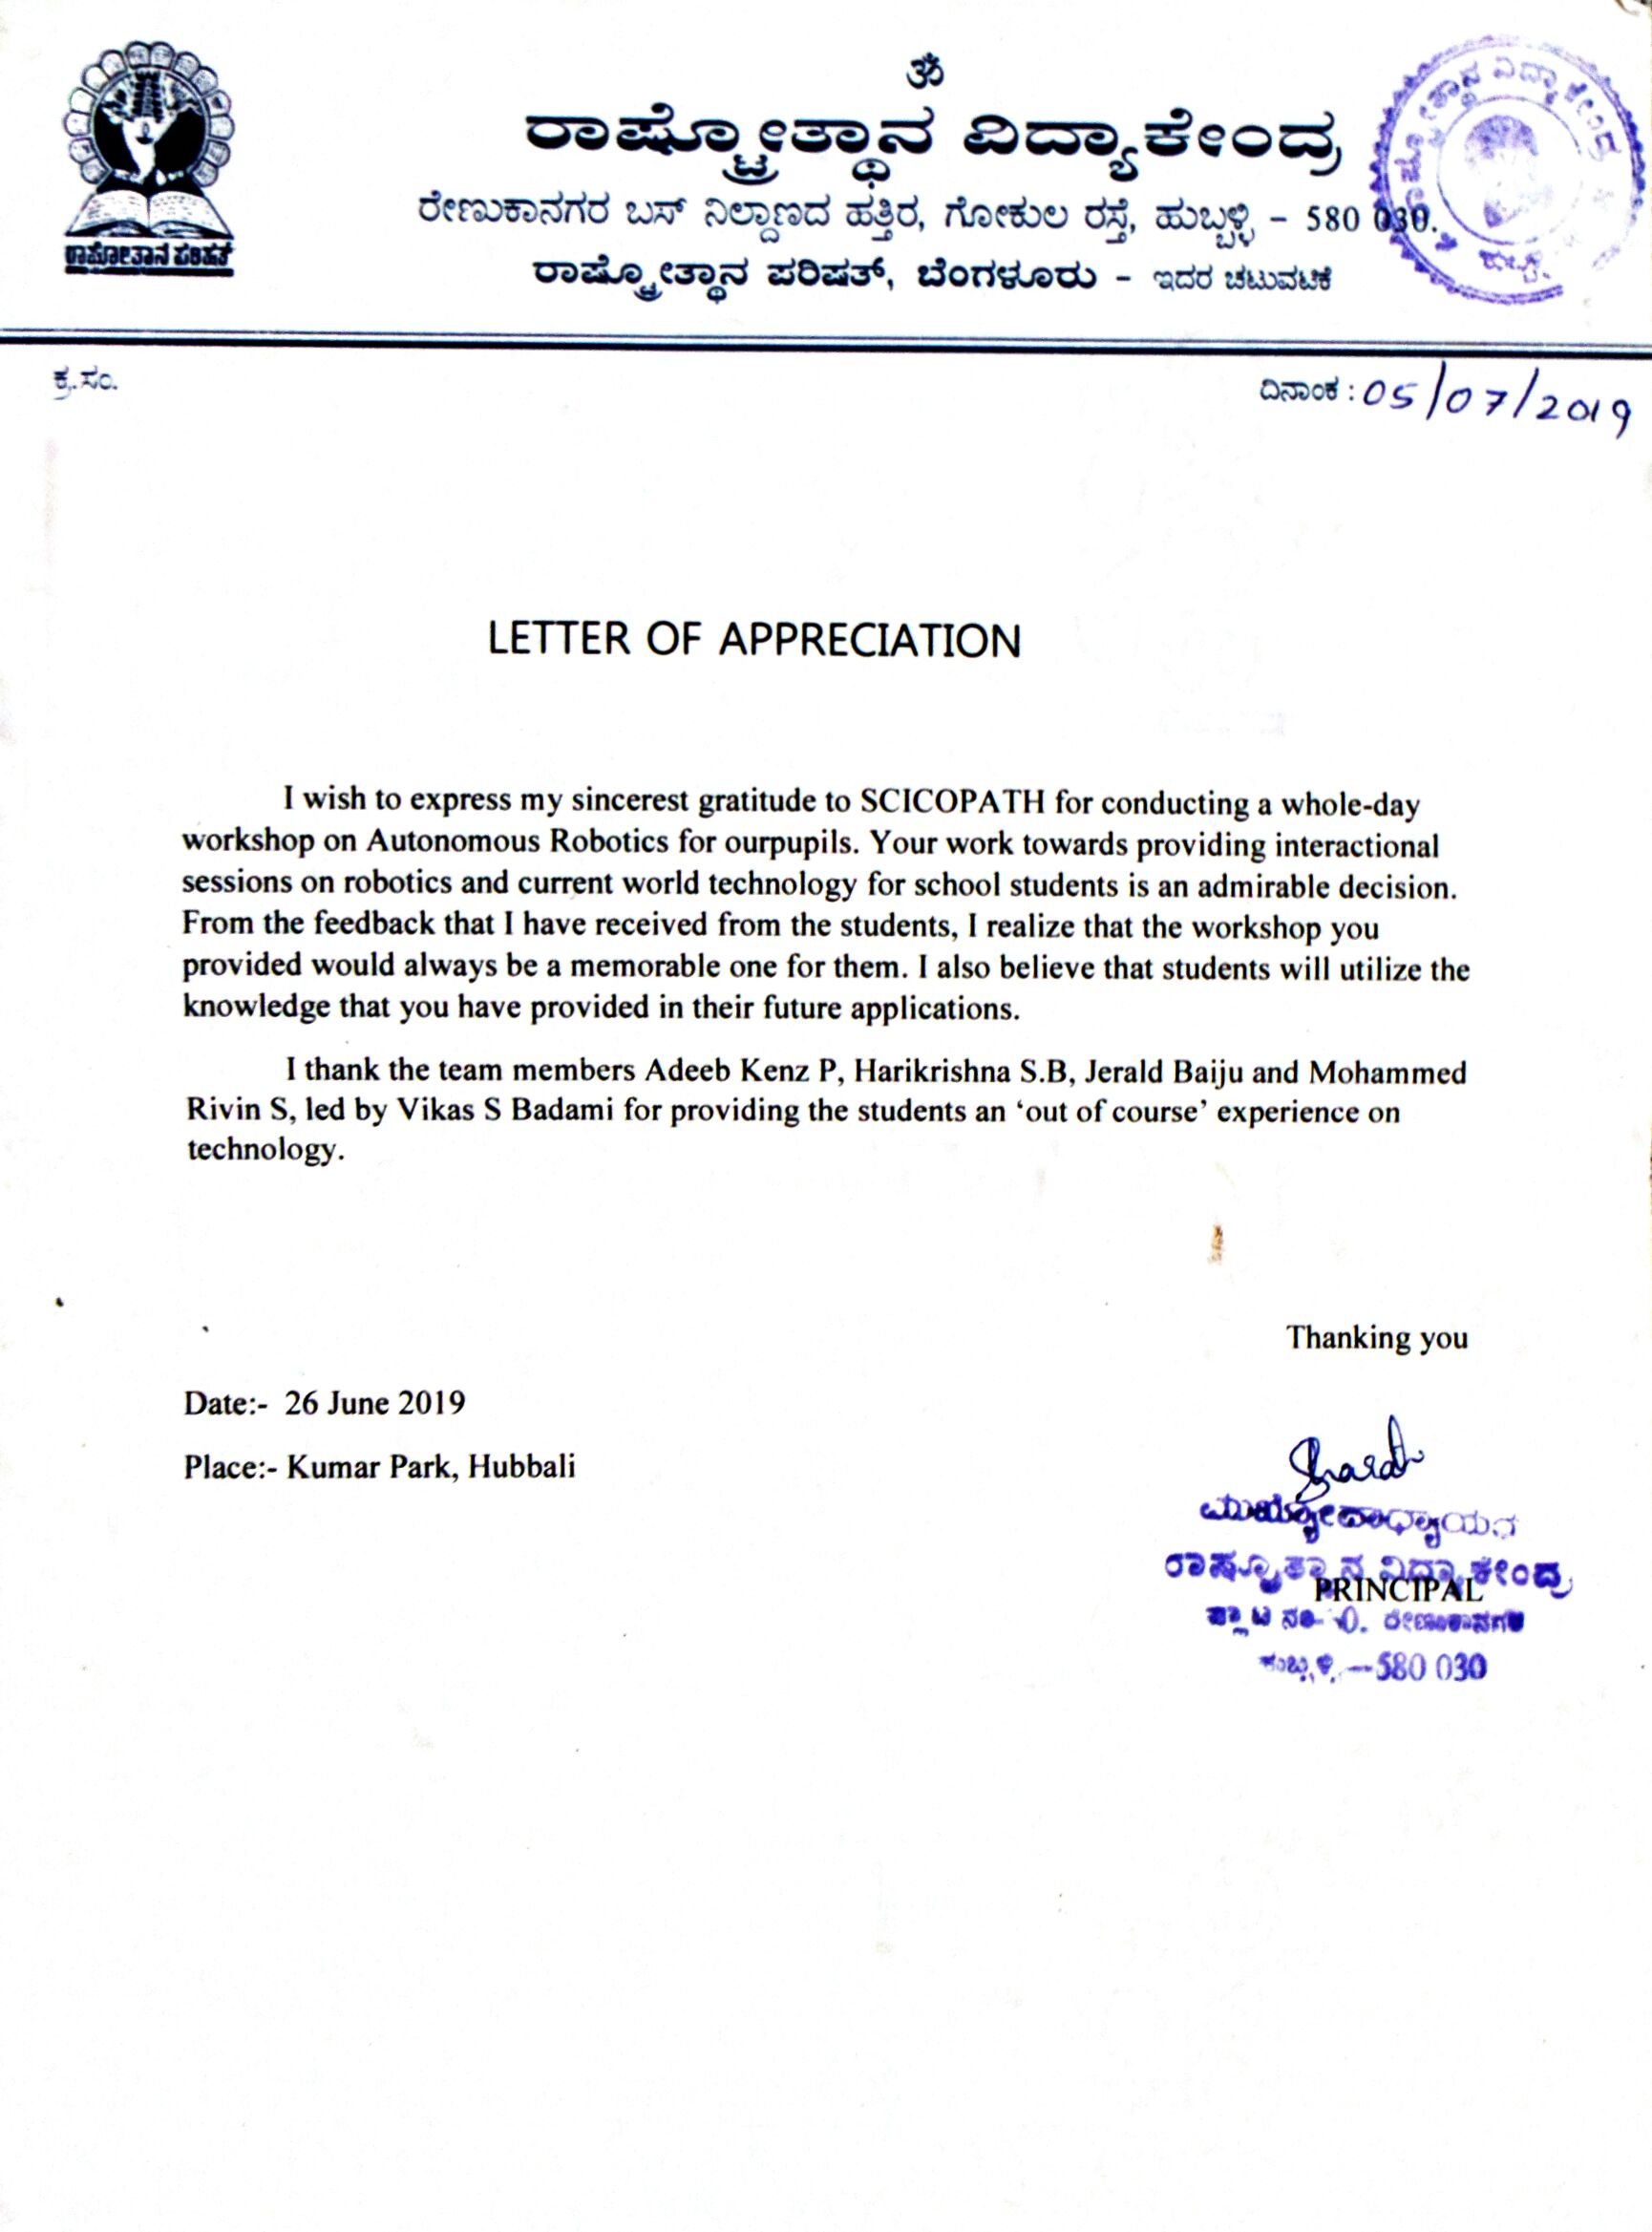 ॐ
ರಾಷ್ಟ್ರೋತ್ಥಾನ ವಿದ್ಯಾಕೇಂದ್ರ
ರೇಣುಕಾನಗರ ಬಸ್ ನಿಲ್ದಾಣದ ಹತ್ತಿರ, ಗೋಕುಲ ರಸ್ತೆ, ಹುಬ್ಬಳ್ಳಿ – 580 030.
ರಾಷ್ಟ್ರೋತ್ಥಾನ ಪರಿಷತ್, ಬೆಂಗಳೂರು – ಇದರ ಚಟುವಟಿಕೆ
ಕ್ರ.ಸಂ.
ದಿನಾಂಕ : 05/07/2019
LETTER OF APPRECIATION
I wish to express my sincerest gratitude to SCICOPATH for conducting a whole-day
workshop on Autonomous Robotics for ourpupils. Your work towards providing interactional
sessions on robotics and current world technology for school students is an admirable decision.
From the feedback that I have received from the students, I realize that the workshop you
provided would always be a memorable one for them. I also believe that students will utilize the
knowledge that you have provided in their future applications.
I thank the team members Adeeb Kenz P, Harikrishna S.B, Jerald Baiju and Mohammed
Rivin S, led by Vikas S Badami for providing the students an ‘out of course’ experience on
technology.
Thanking you
Date:- 26 June 2019
Place:- Kumar Park, Hubbali
ವಿದ್ಯಾಕೇಂದ್ರ
PRINCIPAL
– 580 030